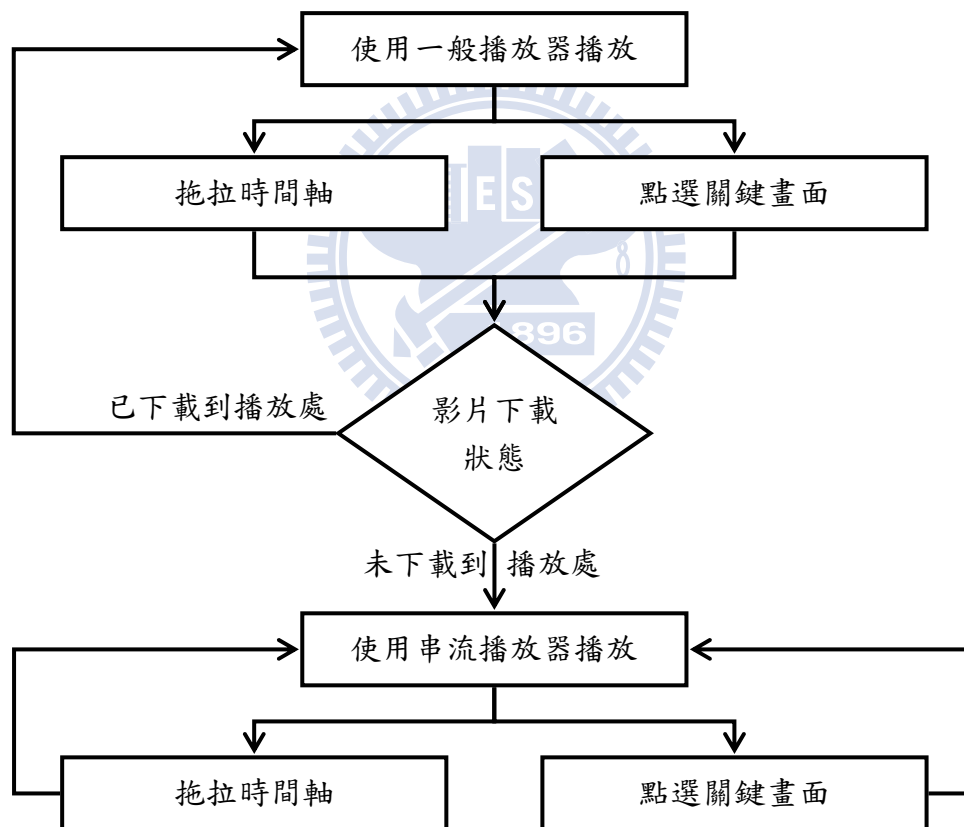 使用一般播放器播放
拖拉時間軸
點選關鍵畫面
ES
896
已下載到播放處
影片下載
狀態
未下載到 播放處
使用串流播放器播放
拖拉時間軸
點選關鍵畫面